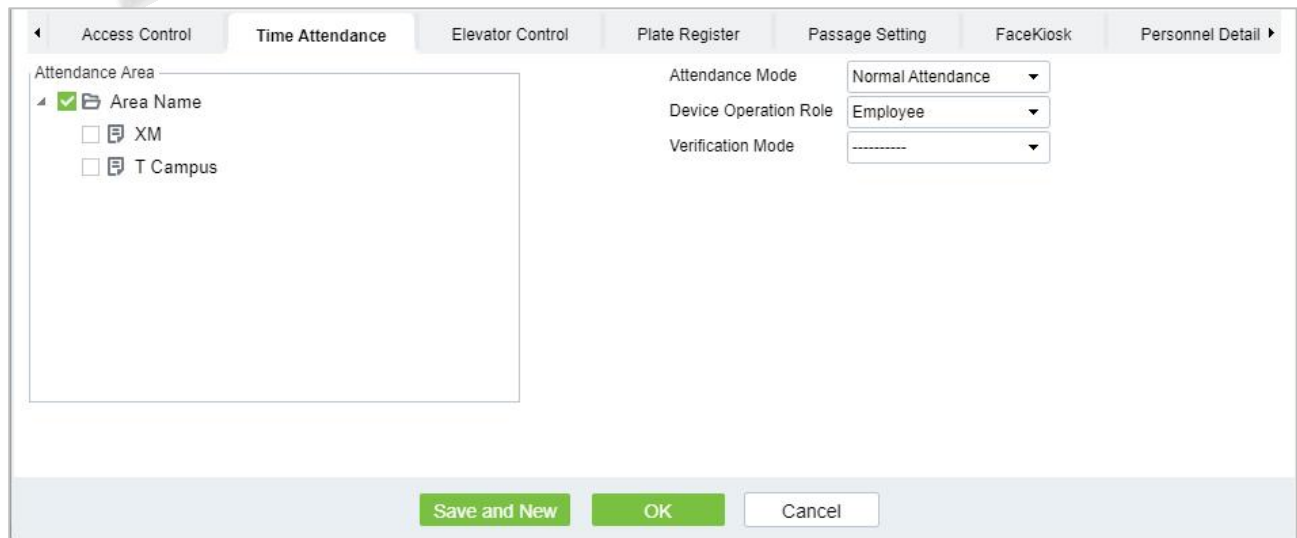 Access Control Time Attendance Elevator Control Plate Register Passage Setting FaceKiosk Personnel Detail
Attendance Area
Area Name
XM
T Campus
Attendance Mode Normal Attendance
Device Operation Role Employee
Verification Mode ----------
Save and New OK Cancel